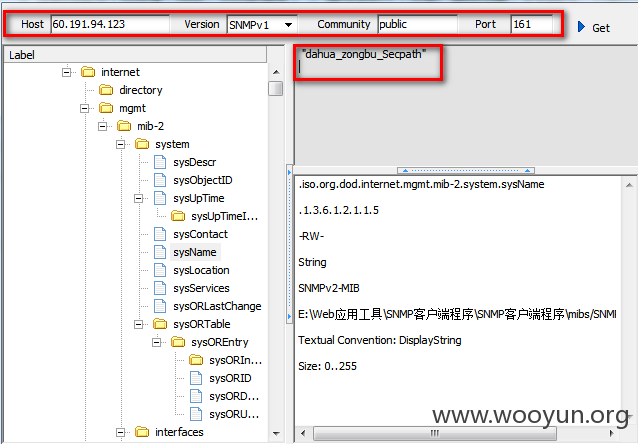 Host 60.191.94.123 Version SNMPv1 Community public Port 161 Get
Label
internet
directory
mgmt
mib-2
system
sysDescr
sysObjectID
sysUpTime
sysUpTimeI...
sysContact
sysName
sysLocation
sysServices
sysORLastChange
sysORTable
sysOREntry
sysORIn...
sysORID
sysORD...
sysORU...
interfaces
"dahua_zongbu_Secpath"
.iso.org.dod.internet.mgmt.mib-2.system.sysName
.1.3.6.1.2.1.1.5
-RW-
String
SNMPv2-MIB
E:\Web应用工具\SNMP客户端程序\SNMP客户端程序\mibs/SNM
Textual Convention: DisplayString
Size: 0..255
www.wooyun.org